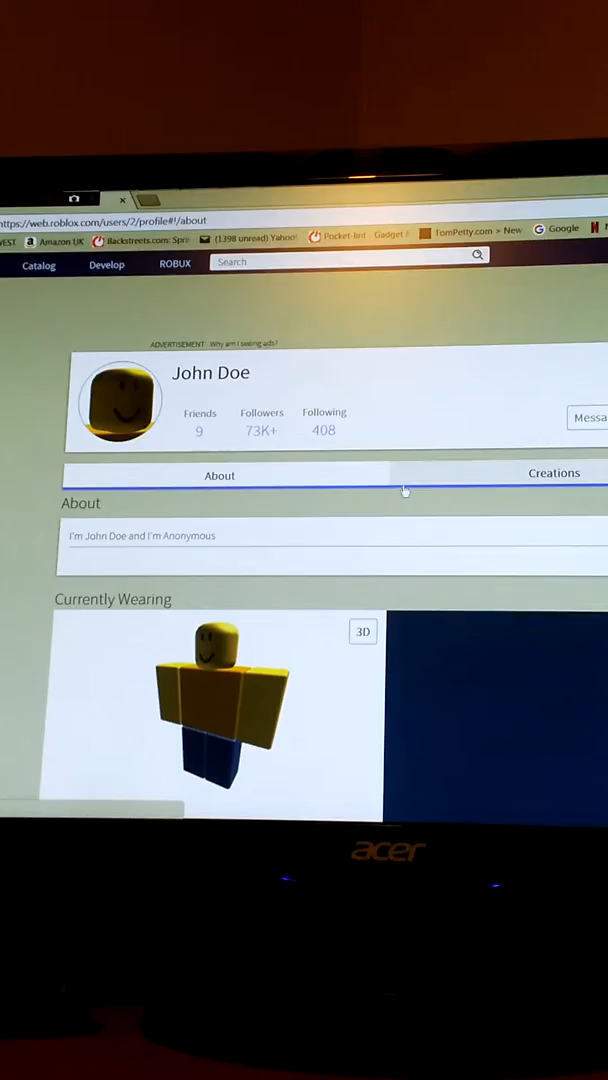 https://web.roblox.com/users/2/profile#!/about
Amazon UK Backstreets.com: Spri (1398 unread) Yahoo! Pocket-lint Gadget TomPetty.com > New Google
Catalog Develop ROBUX Search
ADVERTISEMENT Why am I seeing ads?
John Doe
Friends Followers Following
9 73K+ 408
Messa
About Creations
About
I'm John Doe and I'm Anonymous
Currently Wearing
3D
acer